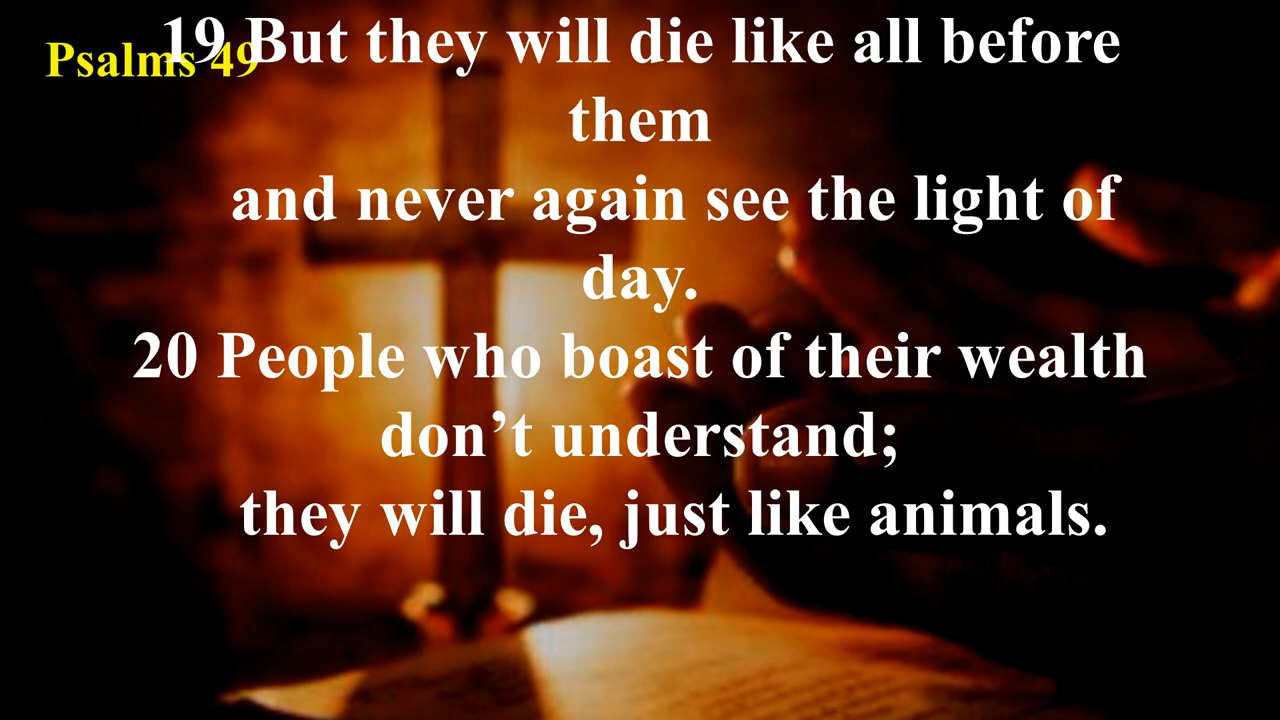 Psalms 49
19 But they will die like all before
them
and never again see the light of
day.
20 People who boast of their wealth
don’t understand;
they will die, just like animals.